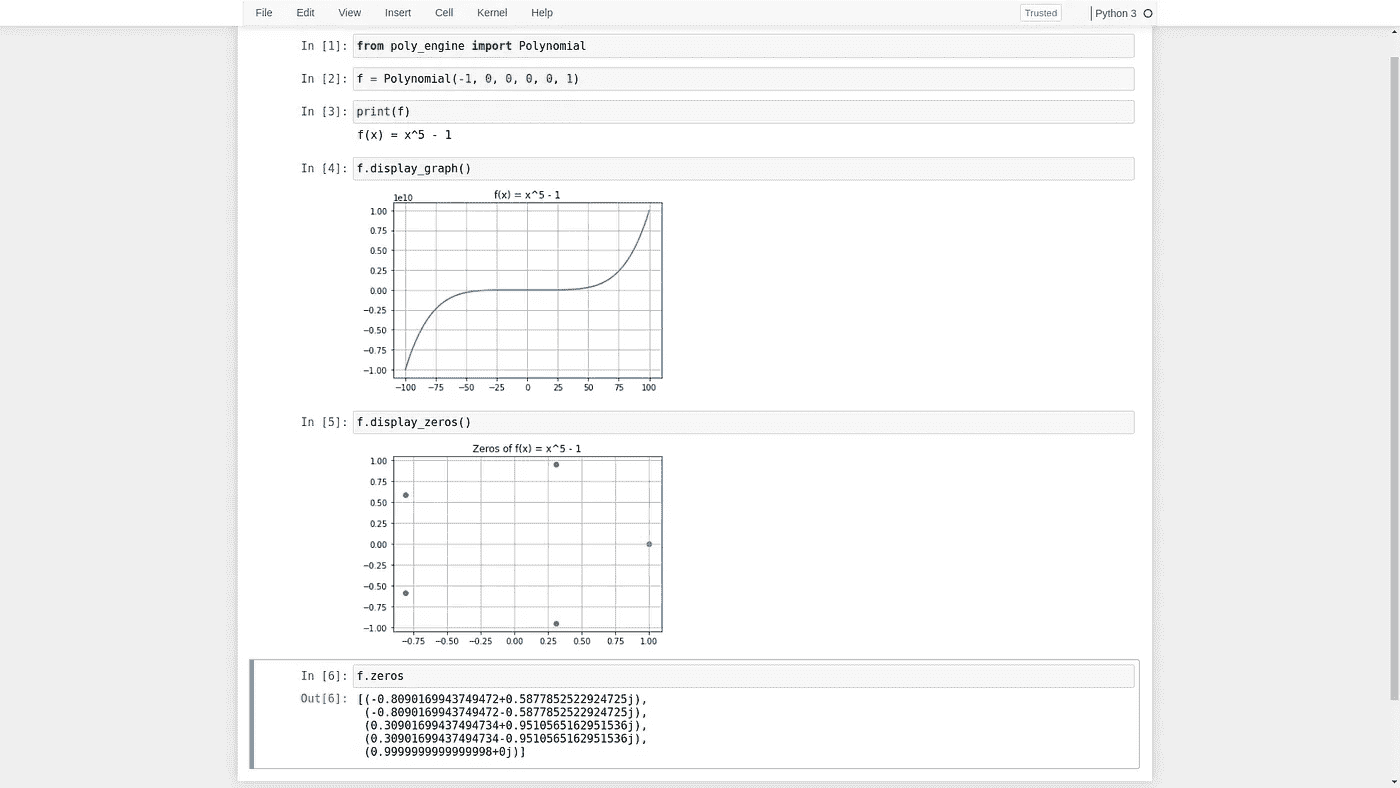 File Edit View Insert Cell Kernel Help Trusted Python 3
In [1]: from poly_engine import Polynomial
In [2]: f = Polynomial(-1, 0, 0, 0, 0, 1)
In [3]: print(f)
f(x) = x^5 - 1
In [4]: f.display_graph()
1e10 f(x) = x^5 - 1
1.00
0.75
0.50
0.25
0.00
−0.25
−0.50
−0.75
−1.00
−100 −75 −50 −25 0 25 50 75 100
In [5]: f.display_zeros()
Zeros of f(x) = x^5 - 1
1.00
0.75
0.50
0.25
0.00
−0.25
−0.50
−0.75
−1.00
−0.75 −0.50 −0.25 0.00 0.25 0.50 0.75 1.00
In [6]: f.zeros
Out[6]: [(-0.8090169943749472+0.5877852522924725j),
(-0.8090169943749472-0.5877852522924725j),
(0.30901699437494734+0.9510565162951536j),
(0.30901699437494734-0.9510565162951536j),
(0.9999999999999998+0j)]